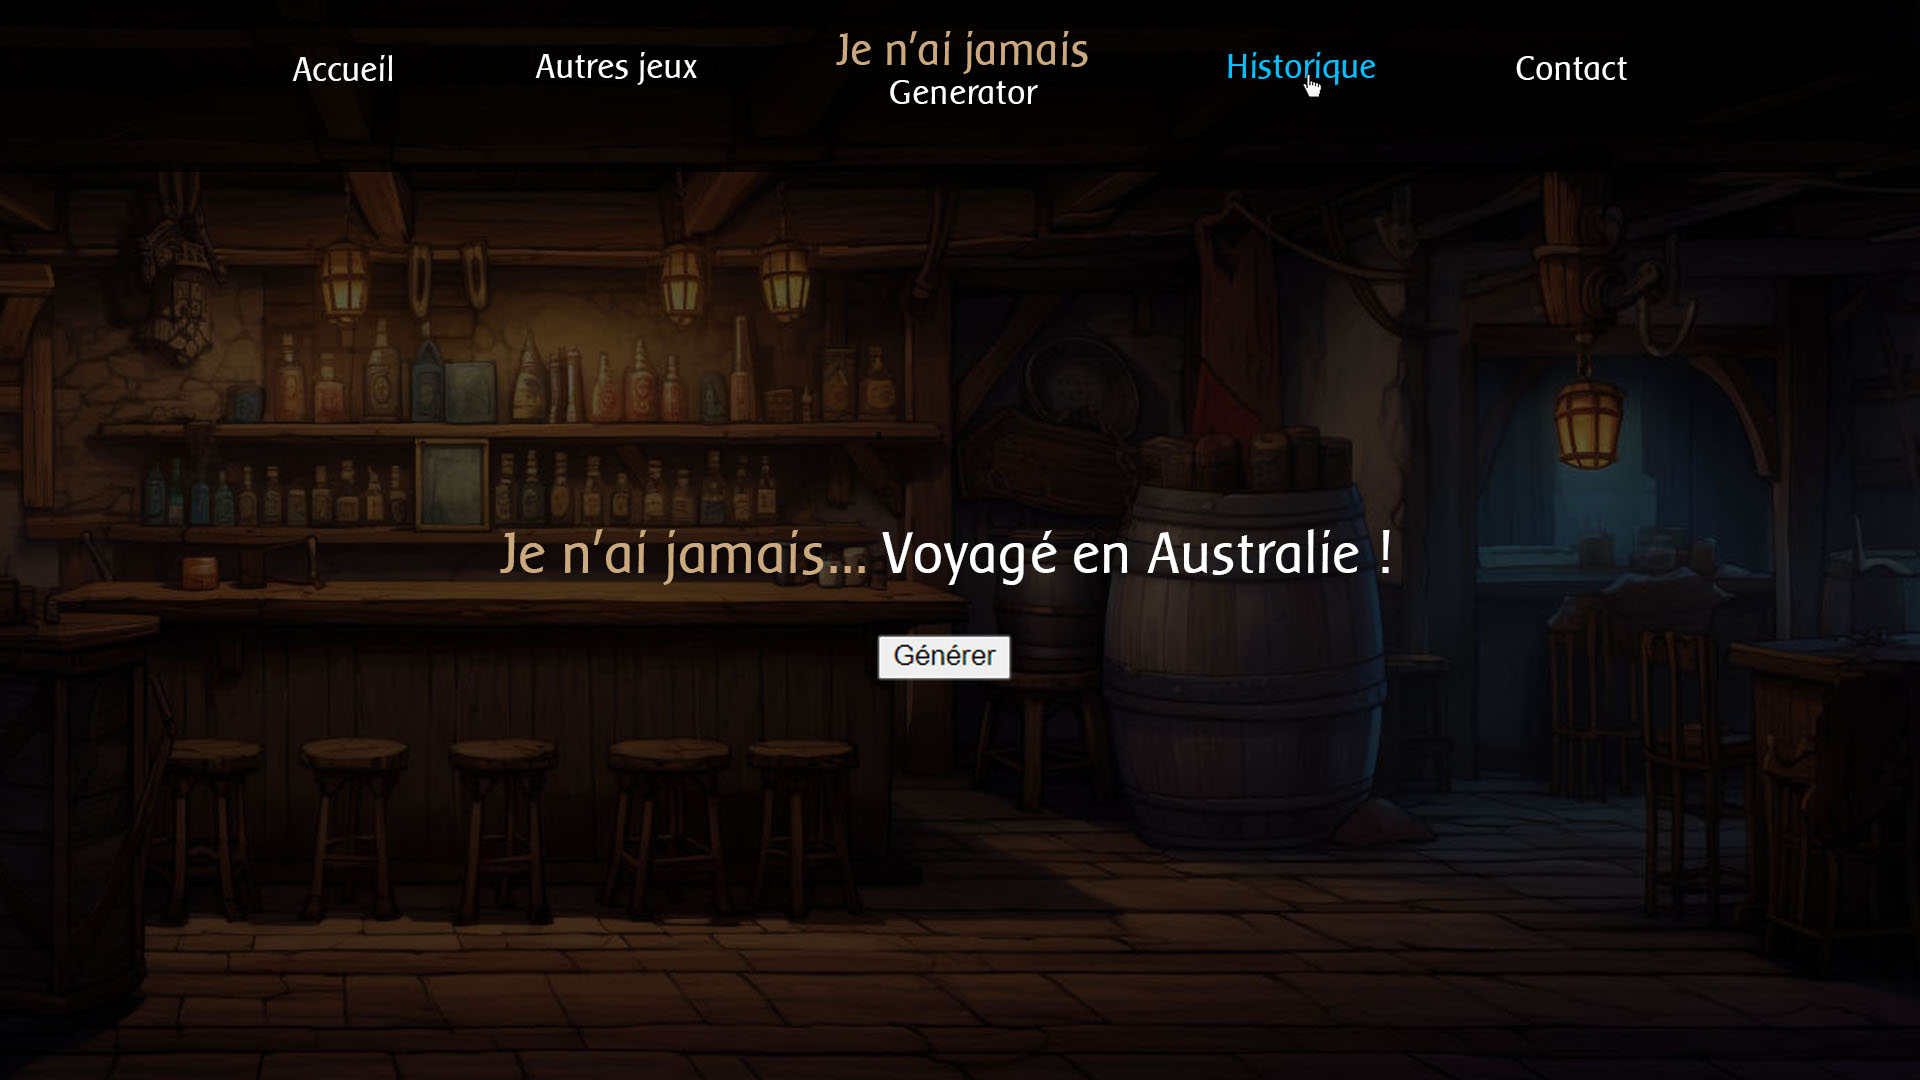 Accueil
Autres jeux
Je n'ai jamais
Generator
Historique
Contact
Je n'ai jamais... Voyagé en Australie !
Générer